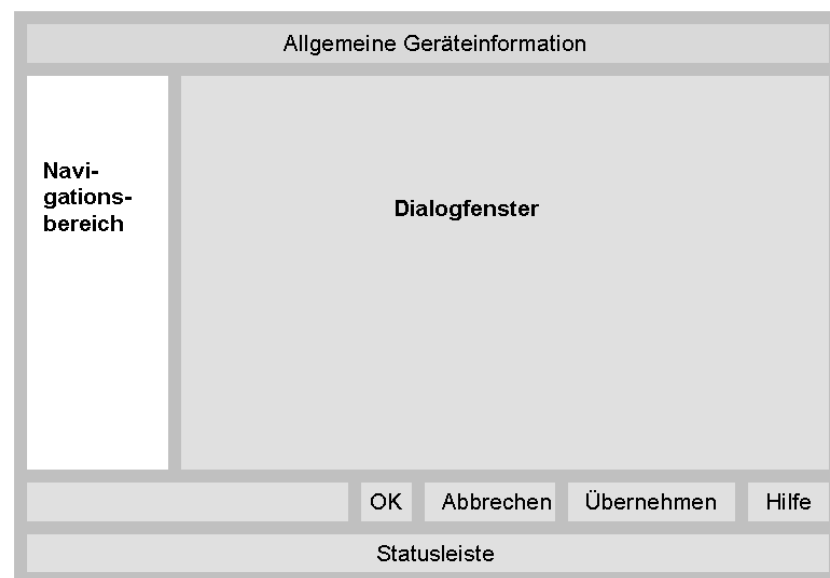 Allgemeine Geräteinformation
Navi-
gations-
bereich
Dialogfenster
OK Abbrechen Übernehmen Hilfe
Statusleiste